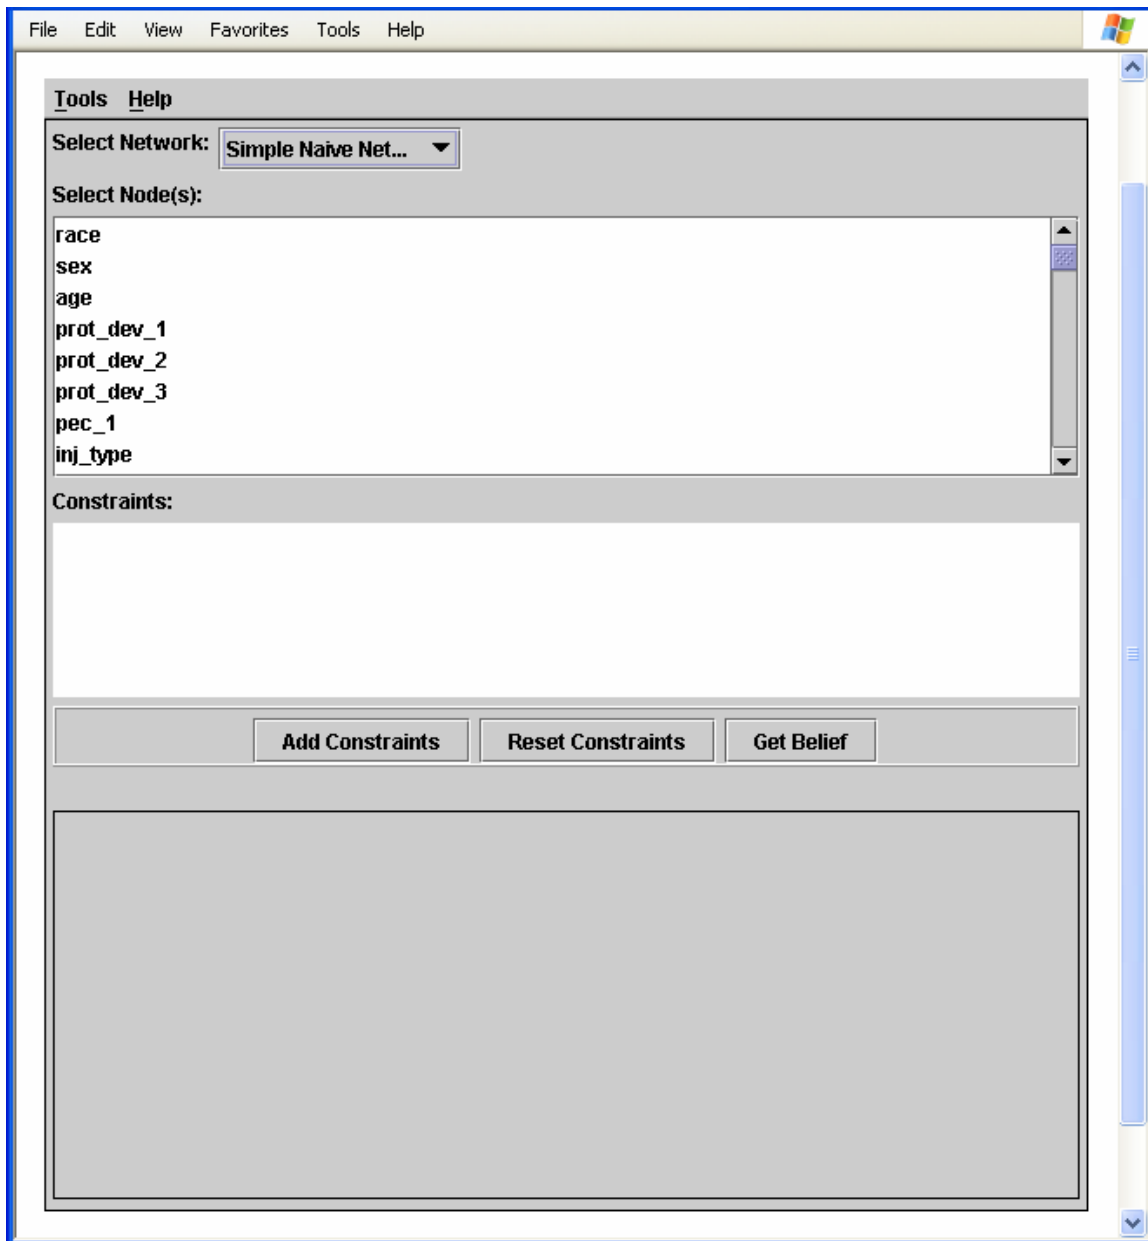 File Edit View Favorites Tools Help
Tools Help
Select Network: Simple Naive Net...
Select Node(s):
race
sex
age
prot_dev_1
prot_dev_2
prot_dev_3
pec_1
inj_type
Constraints:
Add Constraints Reset Constraints Get Belief